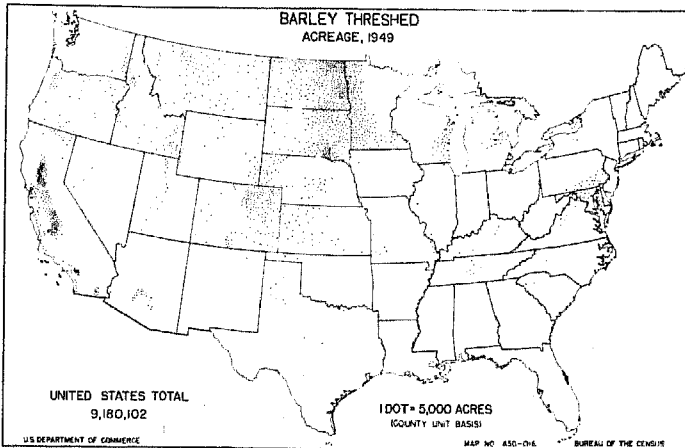 BARLEY THRESHED
ACREAGE, 1949
UNITED STATES TOTAL
9,180,102
1 DOT = 5,000 ACRES
(COUNTY UNIT BASIS)
U.S DEPARTMENT OF COMMERCE
MAP NO. A50-016
BUREAU OF THE CENSUS